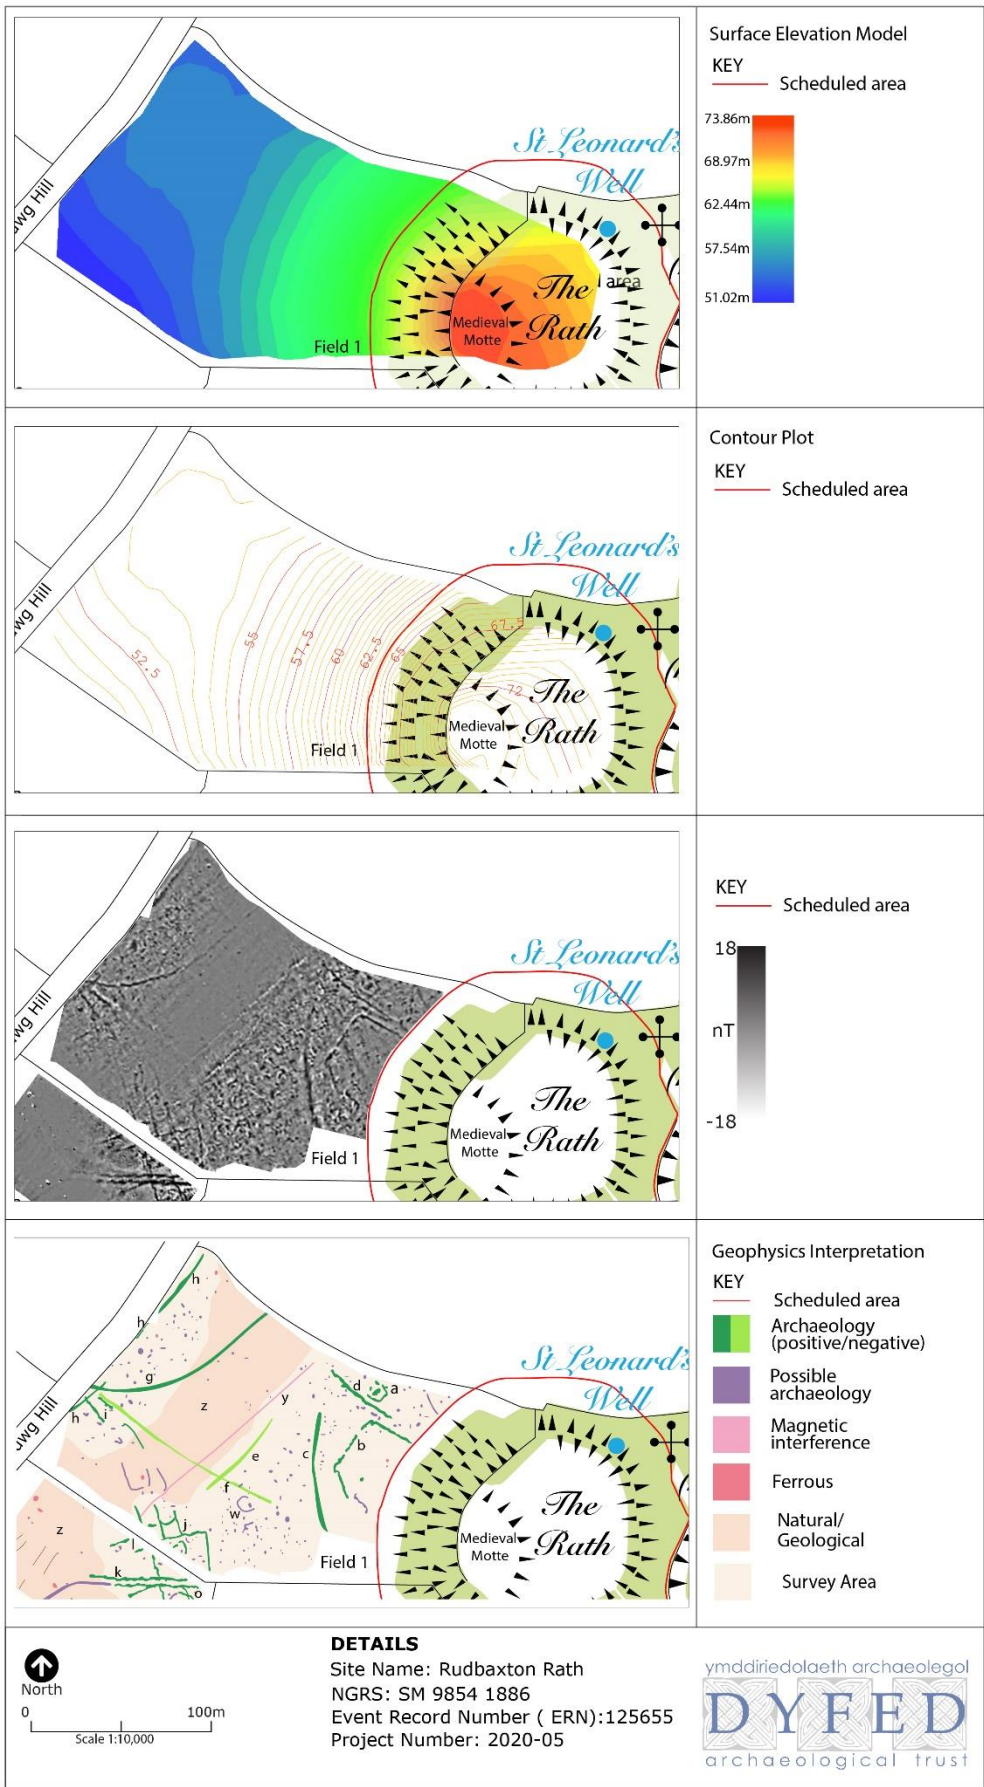 Surface Elevation Model
KEY
Scheduled area
73.86m
68.97m
62.44m
57.54m
51.02m
St Leonard's
Well
wg Hill
area
The
Rath
Medieval
Motte
Field 1
Contour Plot
KEY
Scheduled area
St Leonard's
Well
wg Hill
52.5
55
57.5
60
62.5
65
67.5
72
The
Rath
Medieval
Motte
Field 1
KEY
Scheduled area
18
nT
-18
St Leonard's
Well
wg Hill
The
Rath
Medieval
Motte
Field 1
Geophysics Interpretation
KEY
Scheduled area
Archaeology
(positive/negative)
Possible
archaeology
Magnetic
interference
Ferrous
Natural/
Geological
Survey Area
St Leonard's
Well
wg Hill
h
h
g
h
i
z
y
d
a
b
c
e
f
w
j
l
z
k
o
The
Rath
Medieval
Motte
Field 1
North
0 100m
Scale 1:10,000
DETAILS
Site Name: Rudbaxton Rath
NGRS: SM 9854 1886
Event Record Number ( ERN):125655
Project Number: 2020-05
ymddiriedolaeth archaeolegol
DYFED
archaeological trust